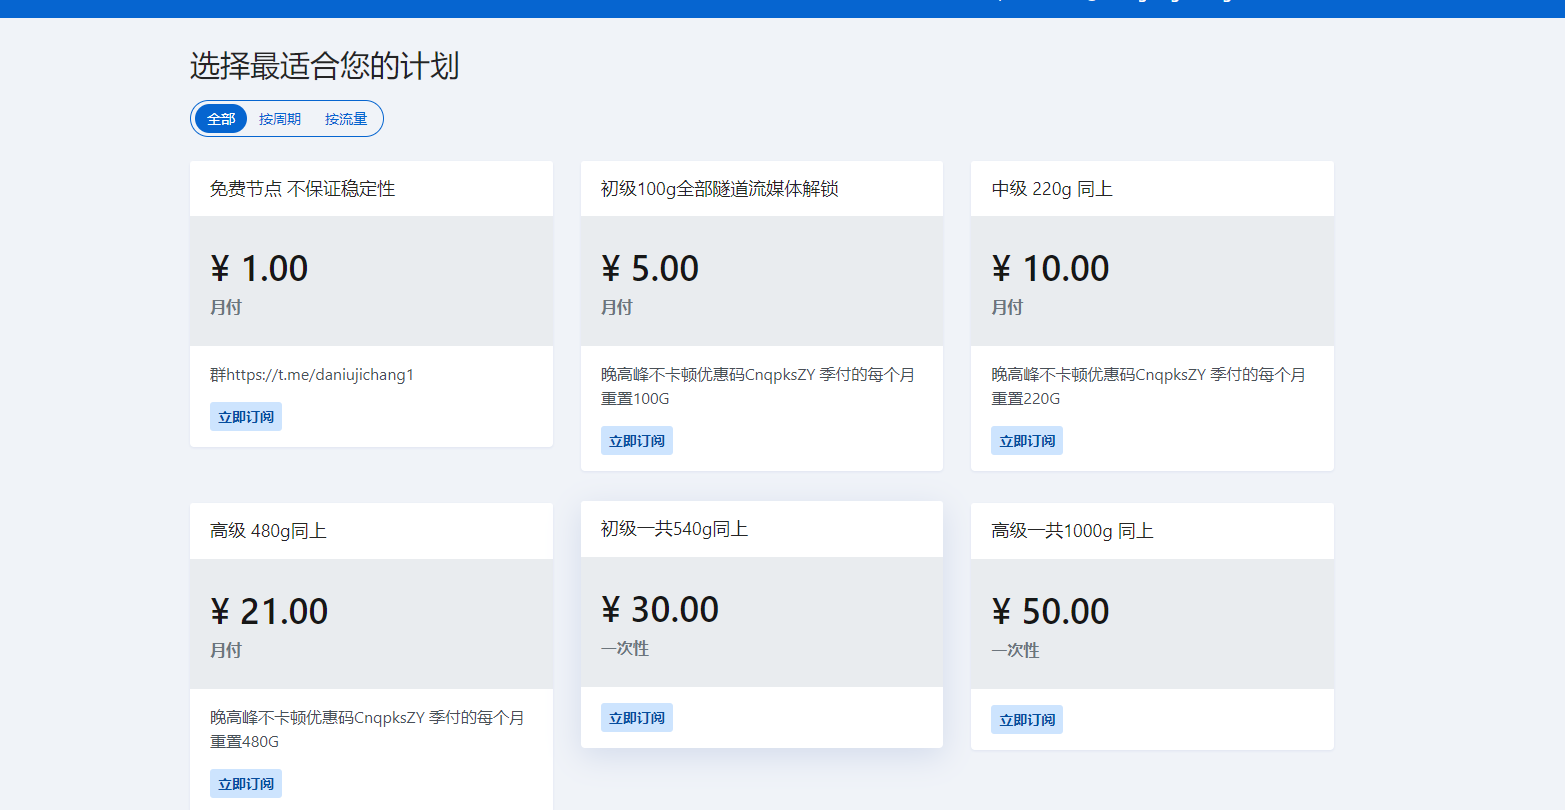 选择最适合您的计划
全部 按周期 按流量
免费节点 不保证稳定性
¥ 1.00
月付
群https://t.me/daniujichang1
立即订阅
初级100g全部隧道流媒体解锁
¥ 5.00
月付
晚高峰不卡顿优惠码CnqpksZY 季付的每个月
重置100G
立即订阅
中级 220g 同上
¥ 10.00
月付
晚高峰不卡顿优惠码CnqpksZY 季付的每个月
重置220G
立即订阅
高级 480g同上
¥ 21.00
月付
晚高峰不卡顿优惠码CnqpksZY 季付的每个月
重置480G
立即订阅
初级一共540g同上
¥ 30.00
一次性
立即订阅
高级一共1000g 同上
¥ 50.00
一次性
立即订阅